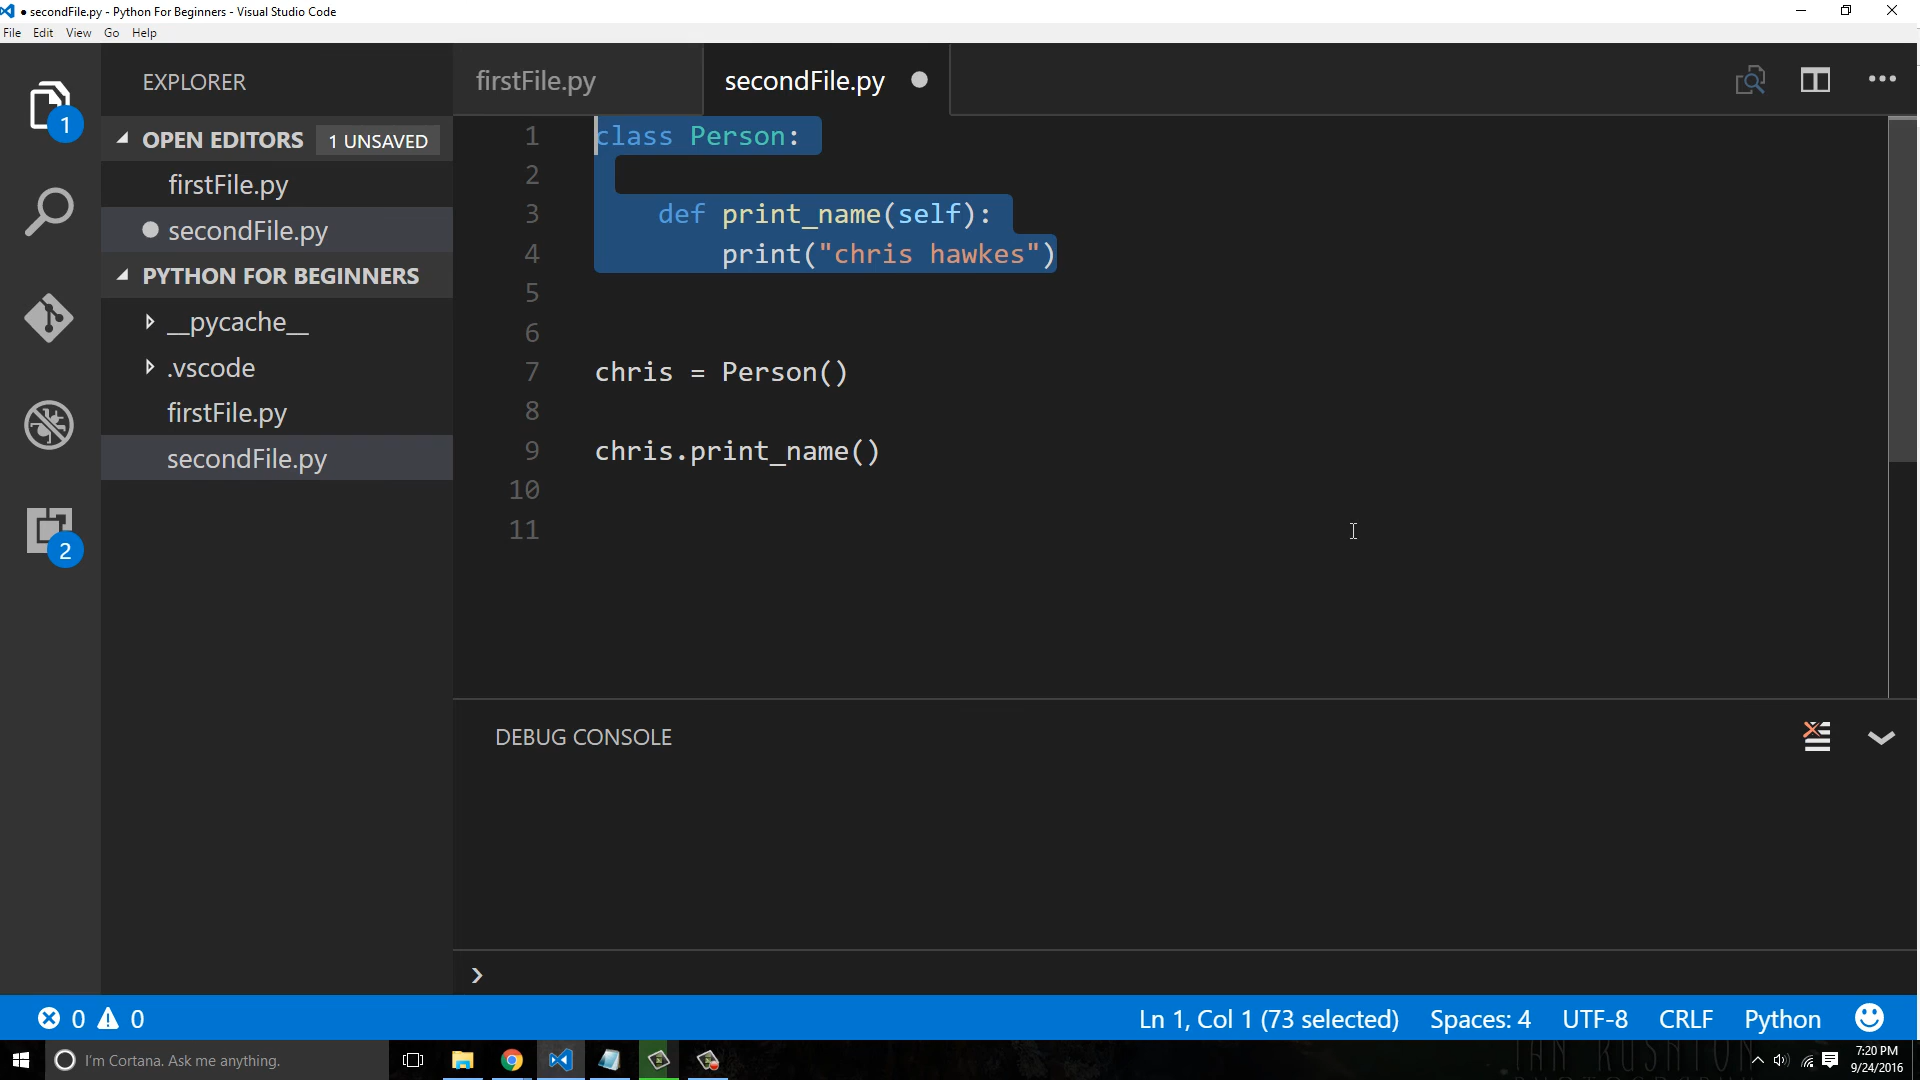 ● secondFile.py - Python For Beginners - Visual Studio Code
File Edit View Go Help
EXPLORER
firstFile.py
secondFile.py
1
OPEN EDITORS
1 UNSAVED
firstFile.py
secondFile.py
PYTHON FOR BEGINNERS
__pycache__
.vscode
firstFile.py
secondFile.py
2
1 class Person:
2
3     def print_name(self):
4         print("chris hawkes")
5
6
7 chris = Person()
8
9 chris.print_name()
10
11
DEBUG CONSOLE
0 0
Ln 1, Col 1 (73 selected) Spaces: 4 UTF-8 CRLF Python
I'm Cortana. Ask me anything.
7:20 PM
9/24/2016